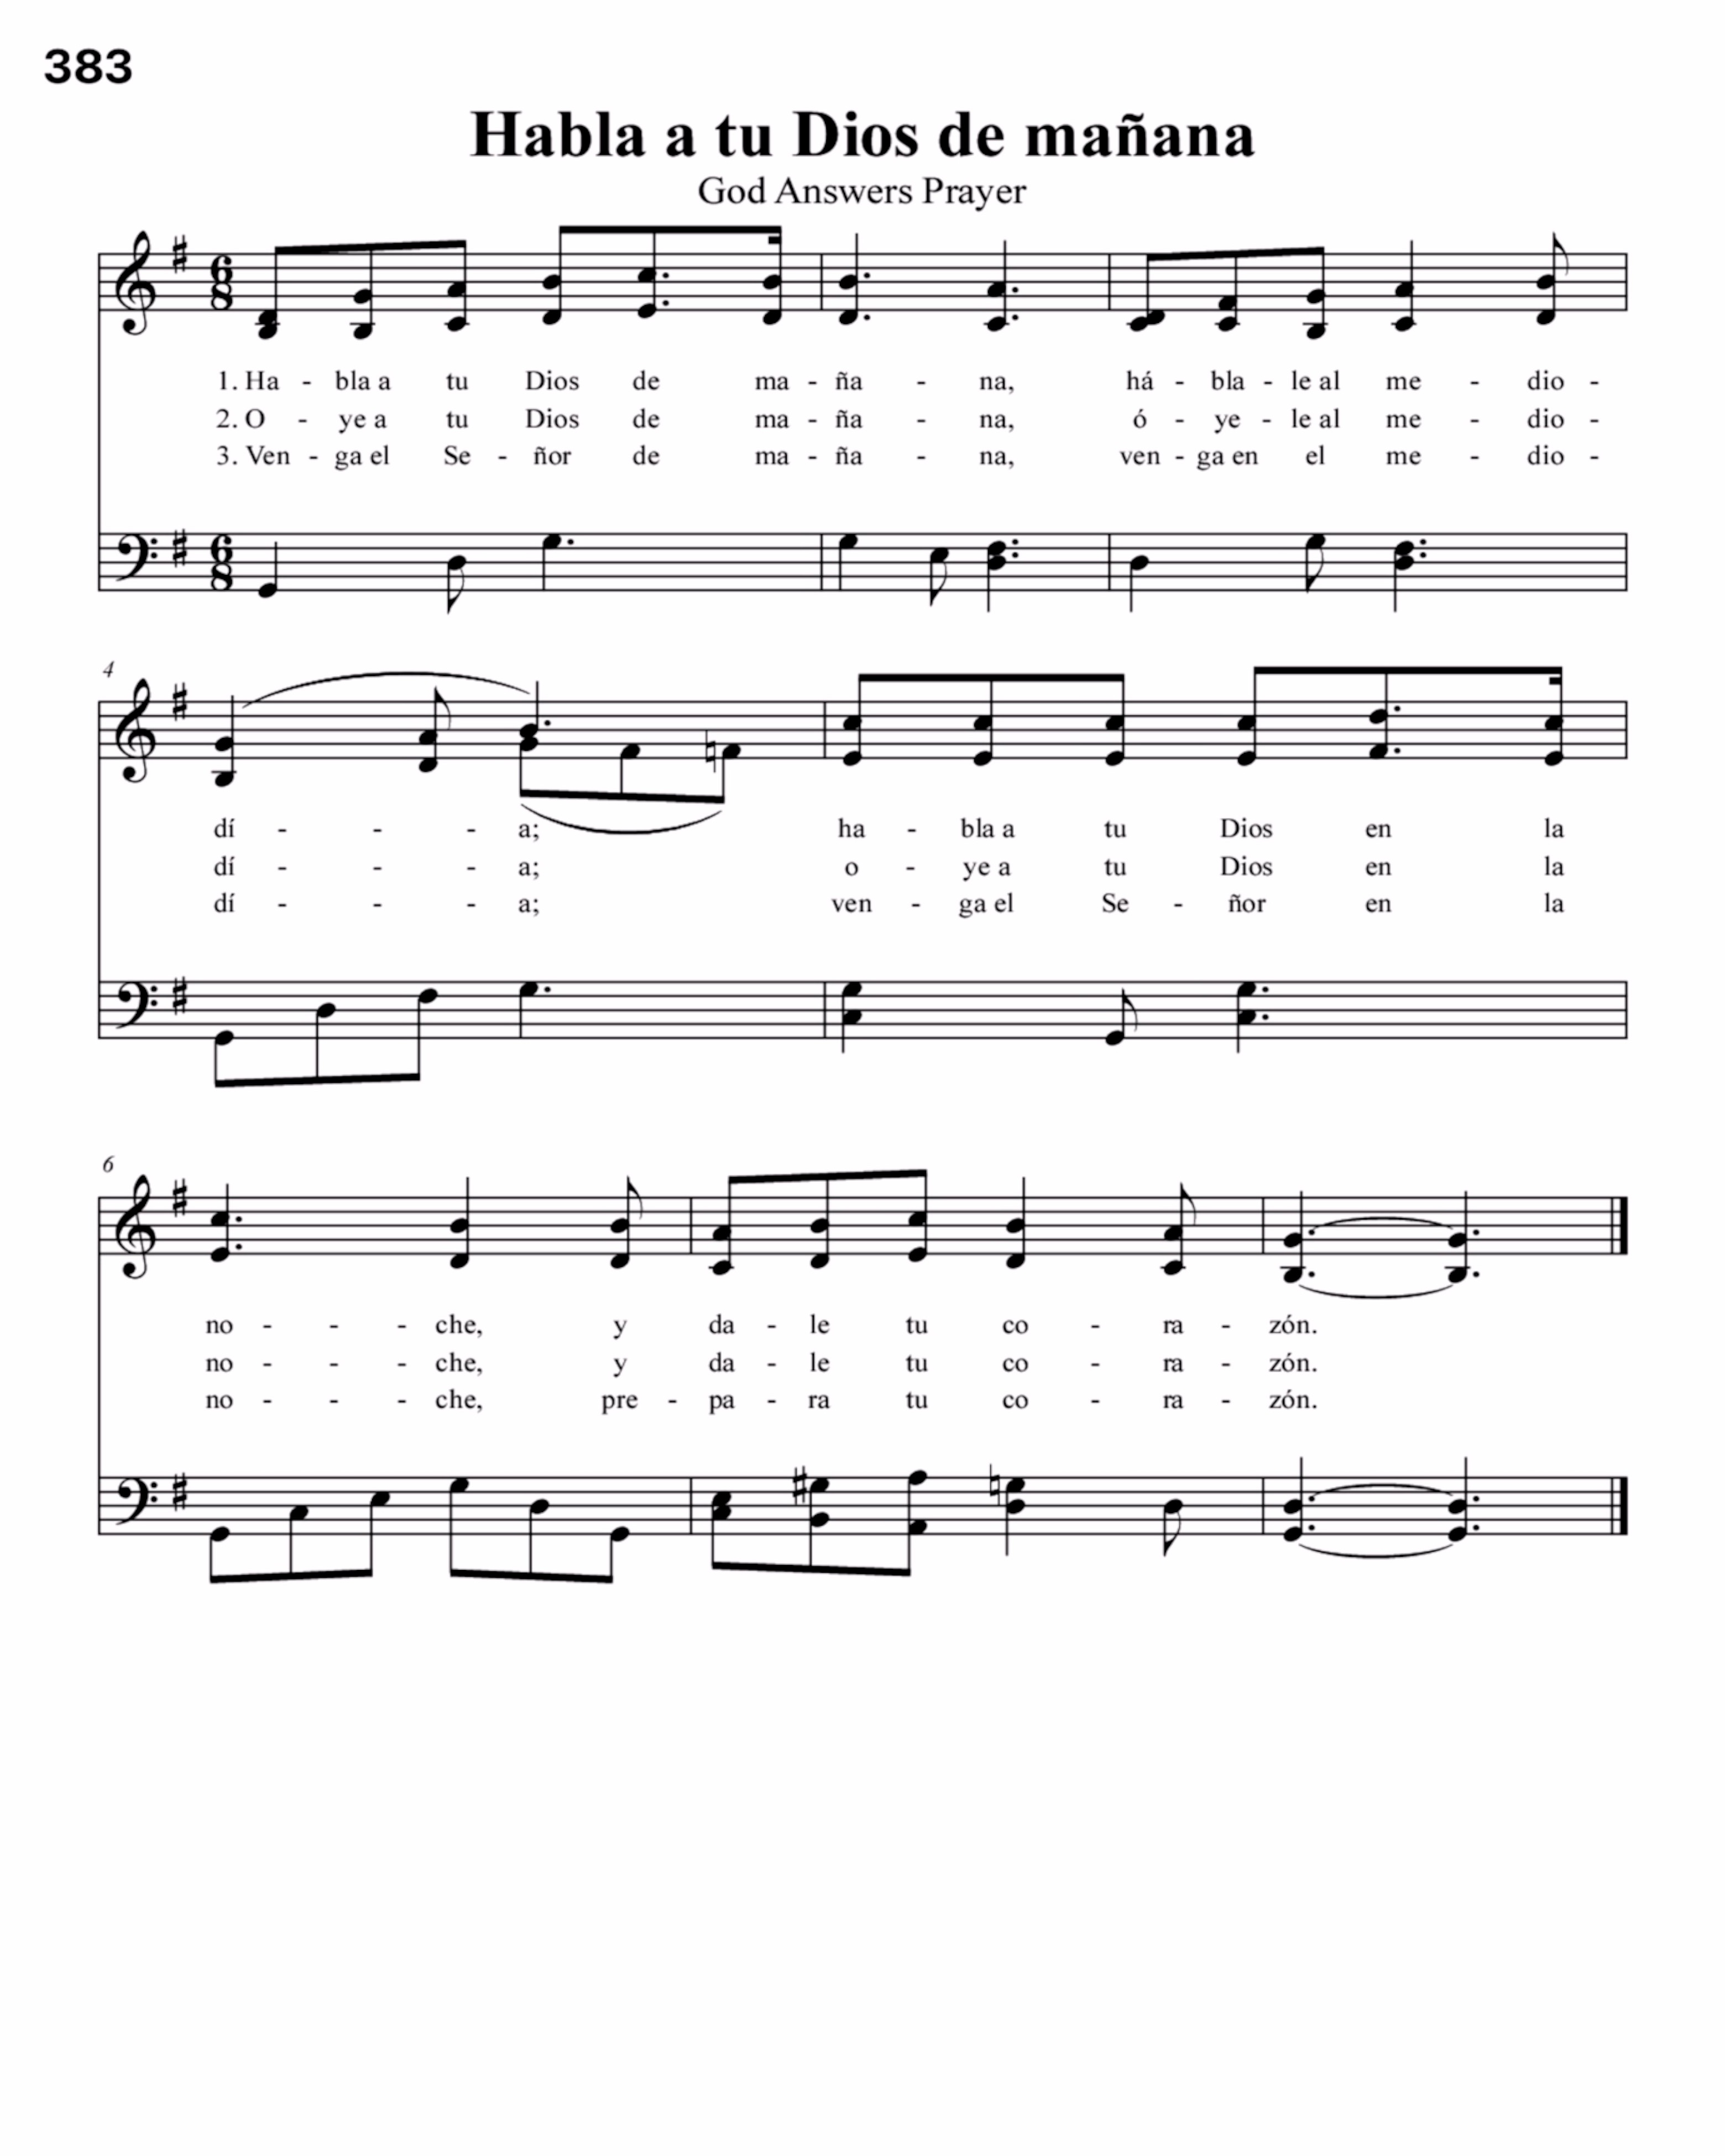 383
Habla a tu Dios de mañana
God Answers Prayer
6 8
1. Ha - bla a tu Dios de ma - ña - na, há - bla - le al me - dio -
2. O - ye a tu Dios de ma - ña - na, ó - ye - le al me - dio -
3. Ven - ga el Se - ñor de ma - ña - na, ven - ga en el me - dio -
6 8
4
dí - - - a; ha - bla a tu Dios en la
dí - - - a; o - ye a tu Dios en la
dí - - - a; ven - ga el Se - ñor en la
6
no - - - che, y da - le tu co - ra - zón.
no - - - che, y da - le tu co - ra - zón.
no - - - che, pre - pa - ra tu co - ra - zón.